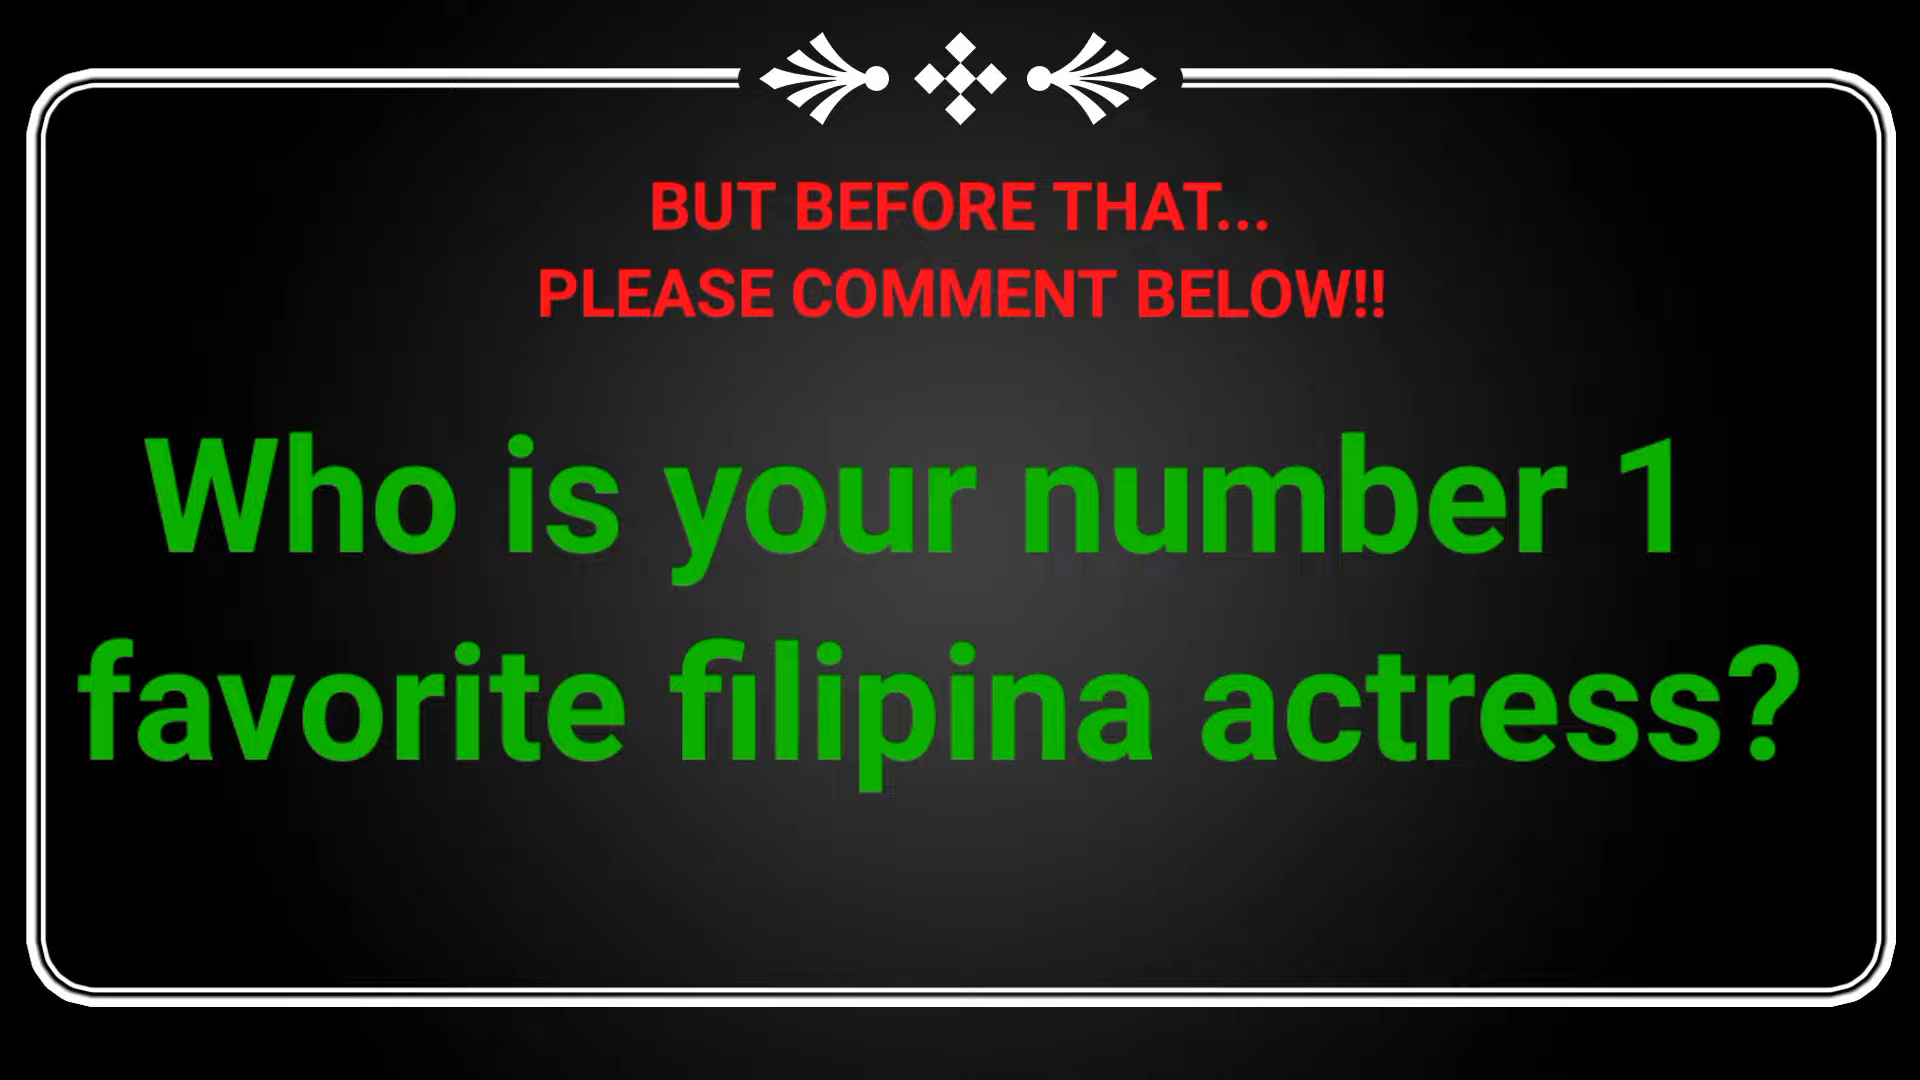 BUT BEFORE THAT...
PLEASE COMMENT BELOW!!
Who is your number 1
favorite filipina actress?